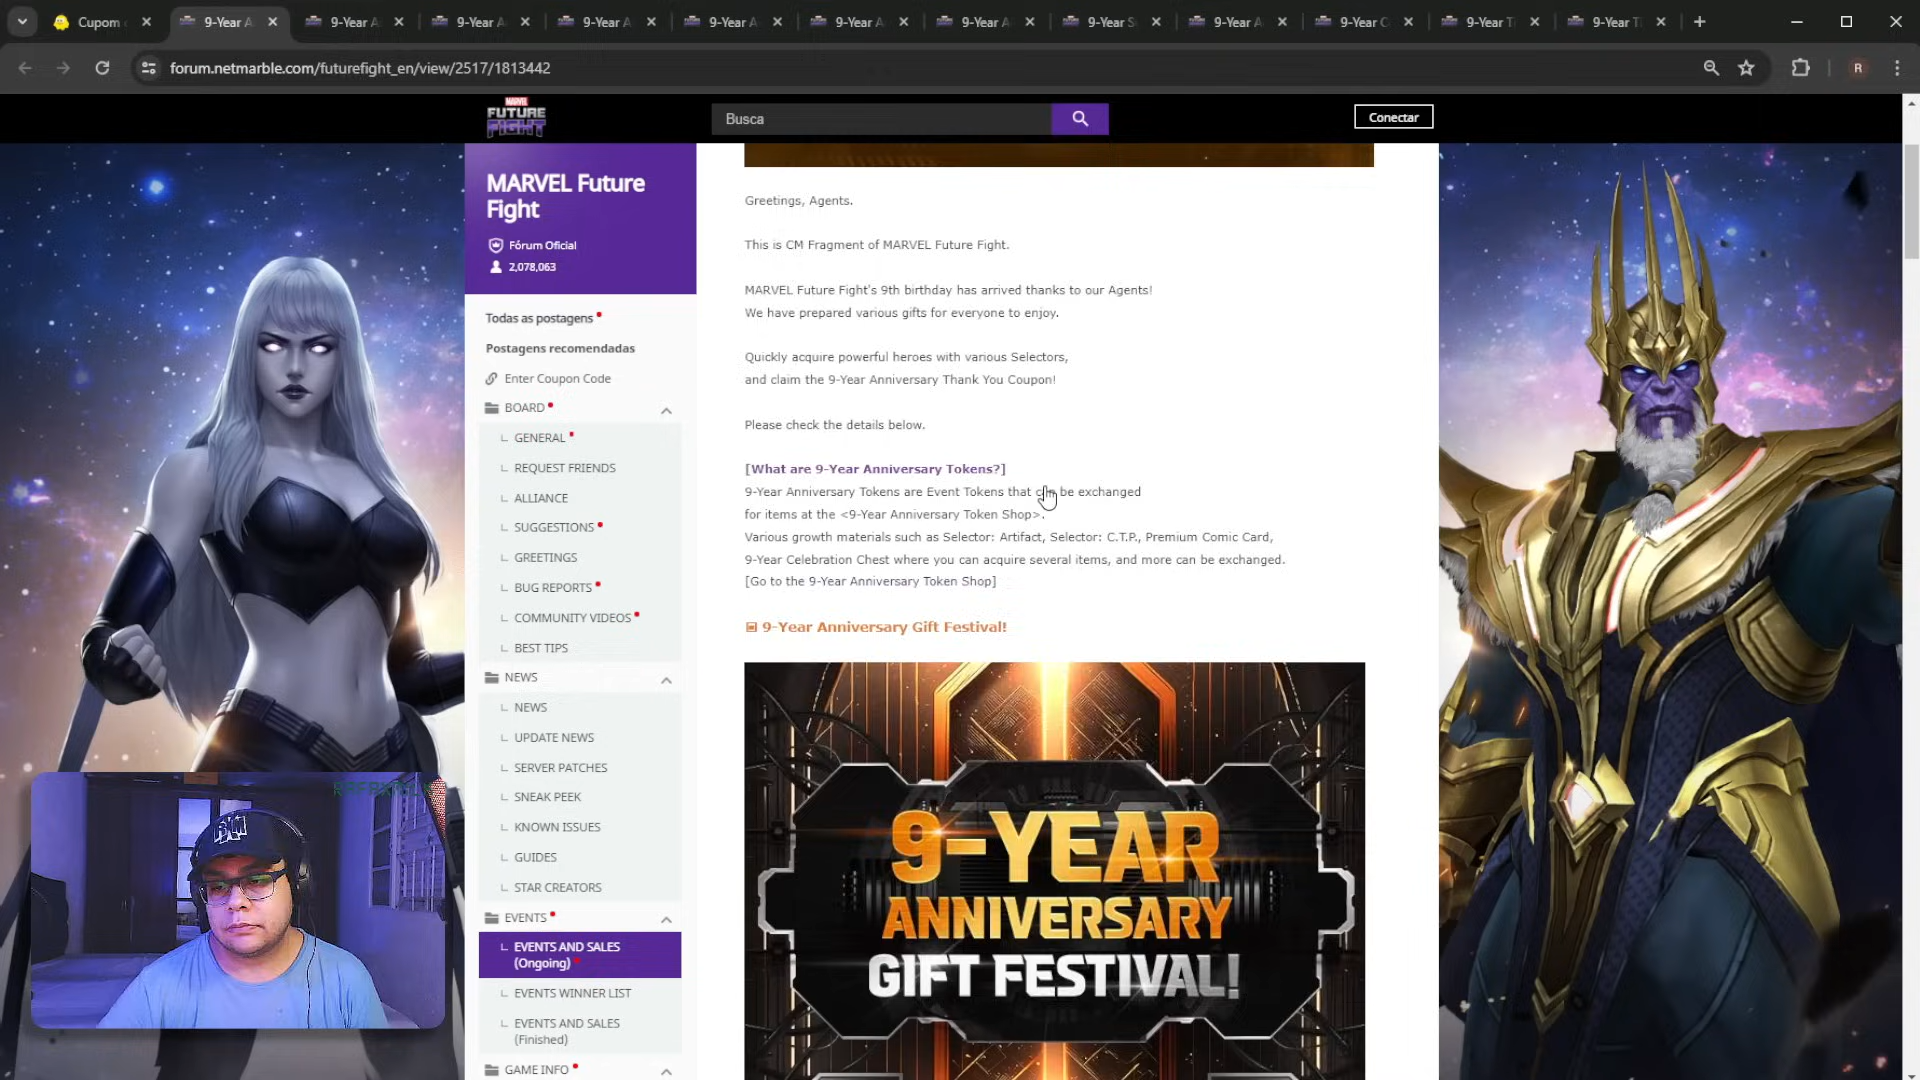 Cupom
9-Year A
9-Year A
9-Year A
9-Year A
9-Year A
9-Year A
9-Year A
9-Year S
9-Year A
9-Year C
9-Year T
9-Year T
forum.netmarble.com/futurefight_en/view/2517/1813442
R
MARVEL
FUTURE
FIGHT
Busca
Conectar
MARVEL Future
Fight
Fórum Oficial
2,078,063
Todas as postagens
Postagens recomendadas
Enter Coupon Code
BOARD
GENERAL
REQUEST FRIENDS
ALLIANCE
SUGGESTIONS
GREETINGS
BUG REPORTS
COMMUNITY VIDEOS
BEST TIPS
NEWS
NEWS
UPDATE NEWS
SERVER PATCHES
SNEAK PEEK
KNOWN ISSUES
GUIDES
STAR CREATORS
EVENTS
EVENTS AND SALES
(Ongoing)
EVENTS WINNER LIST
EVENTS AND SALES
(Finished)
GAME INFO
Greetings, Agents.
This is CM Fragment of MARVEL Future Fight.
MARVEL Future Fight's 9th birthday has arrived thanks to our Agents!
We have prepared various gifts for everyone to enjoy.
Quickly acquire powerful heroes with various Selectors,
and claim the 9-Year Anniversary Thank You Coupon!
Please check the details below.
[What are 9-Year Anniversary Tokens?]
9-Year Anniversary Tokens are Event Tokens that can be exchanged
for items at the <9-Year Anniversary Token Shop>.
Various growth materials such as Selector: Artifact, Selector: C.T.P., Premium Comic Card,
9-Year Celebration Chest where you can acquire several items, and more can be exchanged.
[Go to the 9-Year Anniversary Token Shop]
▣ 9-Year Anniversary Gift Festival!
9-YEAR
ANNIVERSARY
GIFT FESTIVAL!